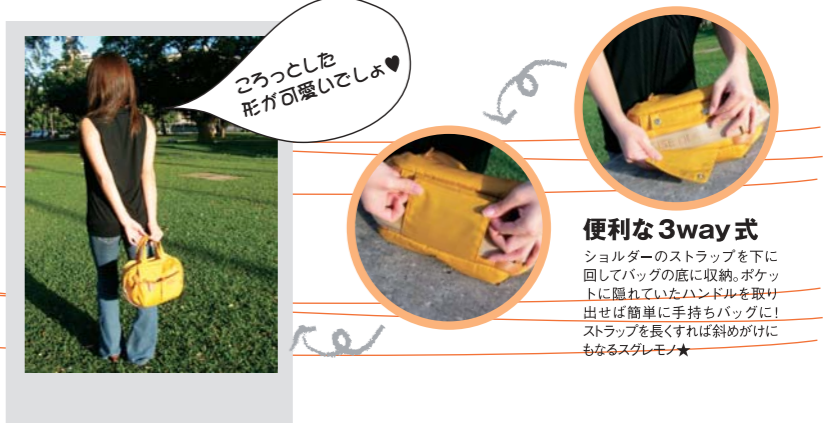 ころっとした
形が可愛いでしょ♥
便利な3way式
ショルダーのストラップを下に
回してバッグの底に収納。ポケッ
トに隠れていたハンドルを取り
出せば簡単に手持ちバッグに!
ストラップを長くすれば斜めがけに
もなるスグレモノ★